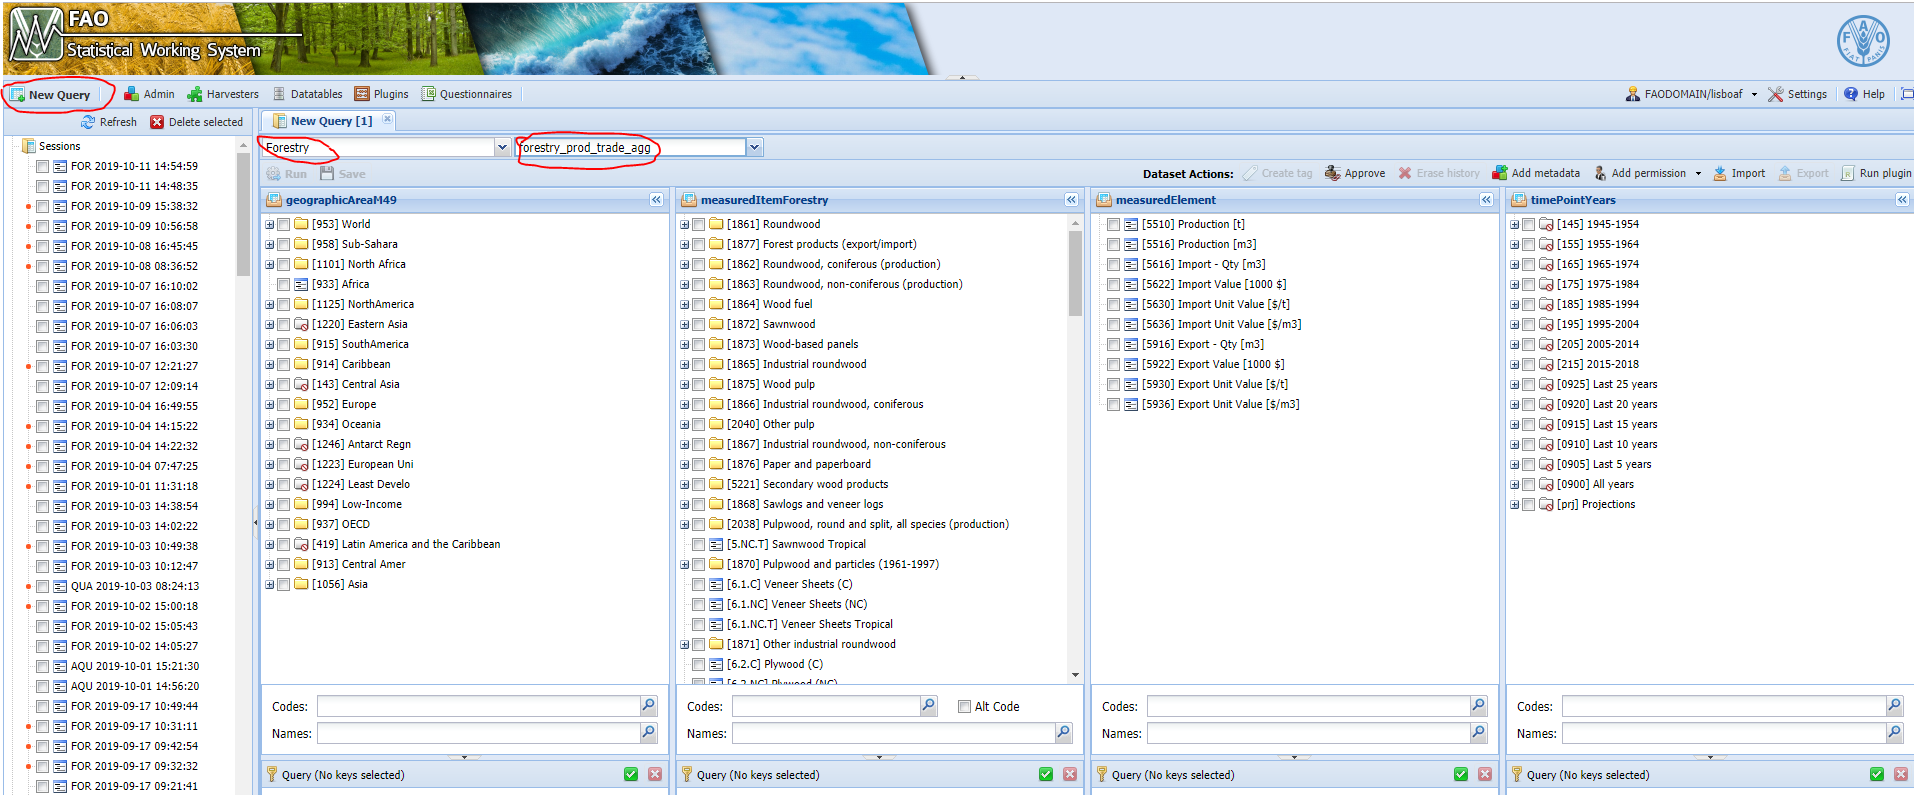 FAO
Statistical Working System
New Query
Admin
Harvesters
Datatables
Plugins
Questionnaires
FAODOMAIN/lisboaf
Settings
Help
Refresh
Delete selected
Sessions
FOR 2019-10-11 14:54:59
FOR 2019-10-11 14:48:35
FOR 2019-10-09 15:38:32
FOR 2019-10-09 10:56:58
FOR 2019-10-08 16:45:45
FOR 2019-10-08 08:36:52
FOR 2019-10-07 16:10:02
FOR 2019-10-07 16:08:07
FOR 2019-10-07 16:06:03
FOR 2019-10-07 16:03:30
FOR 2019-10-07 12:21:27
FOR 2019-10-07 12:09:14
FOR 2019-10-04 16:49:55
FOR 2019-10-04 14:15:22
FOR 2019-10-04 14:22:32
FOR 2019-10-04 07:47:25
FOR 2019-10-01 11:31:18
FOR 2019-10-03 14:38:54
FOR 2019-10-03 14:02:22
FOR 2019-10-03 10:49:38
FOR 2019-10-03 10:12:47
QUA 2019-10-03 08:24:13
FOR 2019-10-02 15:00:18
FOR 2019-10-02 15:05:43
FOR 2019-10-02 14:05:27
AQU 2019-10-01 15:21:30
AQU 2019-10-01 14:56:20
FOR 2019-09-17 10:49:44
FOR 2019-09-17 10:31:11
FOR 2019-09-17 09:42:54
FOR 2019-09-17 09:32:32
FOR 2019-09-17 09:21:41
New Query [1]
Forestry
forestry_prod_trade_agg
Run
Save
Dataset Actions:
Create tag
Approve
Erase history
Add metadata
Add permission
Import
Export
Run plugin
geographicAreaM49
[953] World
[958] Sub-Sahara
[1101] North Africa
[933] Africa
[1125] NorthAmerica
[1220] Eastern Asia
[915] SouthAmerica
[914] Caribbean
[143] Central Asia
[952] Europe
[934] Oceania
[1246] Antarct Regn
[1223] European Uni
[1224] Least Develo
[994] Low-Income
[937] OECD
[419] Latin America and the Caribbean
[913] Central Amer
[1056] Asia
Codes:
Names:
Query (No keys selected)
measuredItemForestry
[1861] Roundwood
[1877] Forest products (export/import)
[1862] Roundwood, coniferous (production)
[1863] Roundwood, non-coniferous (production)
[1864] Wood fuel
[1872] Sawnwood
[1873] Wood-based panels
[1865] Industrial roundwood
[1875] Wood pulp
[1866] Industrial roundwood, coniferous
[2040] Other pulp
[1867] Industrial roundwood, non-coniferous
[1876] Paper and paperboard
[5221] Secondary wood products
[1868] Sawlogs and veneer logs
[2038] Pulpwood, round and split, all species (production)
[5.NC.T] Sawnwood Tropical
[1870] Pulpwood and particles (1961-1997)
[6.1.C] Veneer Sheets (C)
[6.1.NC] Veneer Sheets (NC)
[6.1.NC.T] Veneer Sheets Tropical
[1871] Other industrial roundwood
[6.2.C] Plywood (C)
[6.2.NC] Plywood (NC)
Codes:
Alt Code
Names:
Query (No keys selected)
measuredElement
[5510] Production [t]
[5516] Production [m3]
[5616] Import - Qty [m3]
[5622] Import Value [1000 $]
[5630] Import Unit Value [$/t]
[5636] Import Unit Value [$/m3]
[5916] Export - Qty [m3]
[5922] Export Value [1000 $]
[5930] Export Unit Value [$/t]
[5936] Export Unit Value [$/m3]
Codes:
Names:
Query (No keys selected)
timePointYears
[145] 1945-1954
[155] 1955-1964
[165] 1965-1974
[175] 1975-1984
[185] 1985-1994
[195] 1995-2004
[205] 2005-2014
[215] 2015-2018
[0925] Last 25 years
[0920] Last 20 years
[0915] Last 15 years
[0910] Last 10 years
[0905] Last 5 years
[0900] All years
[prj] Projections
Codes:
Names:
Query (No keys selected)